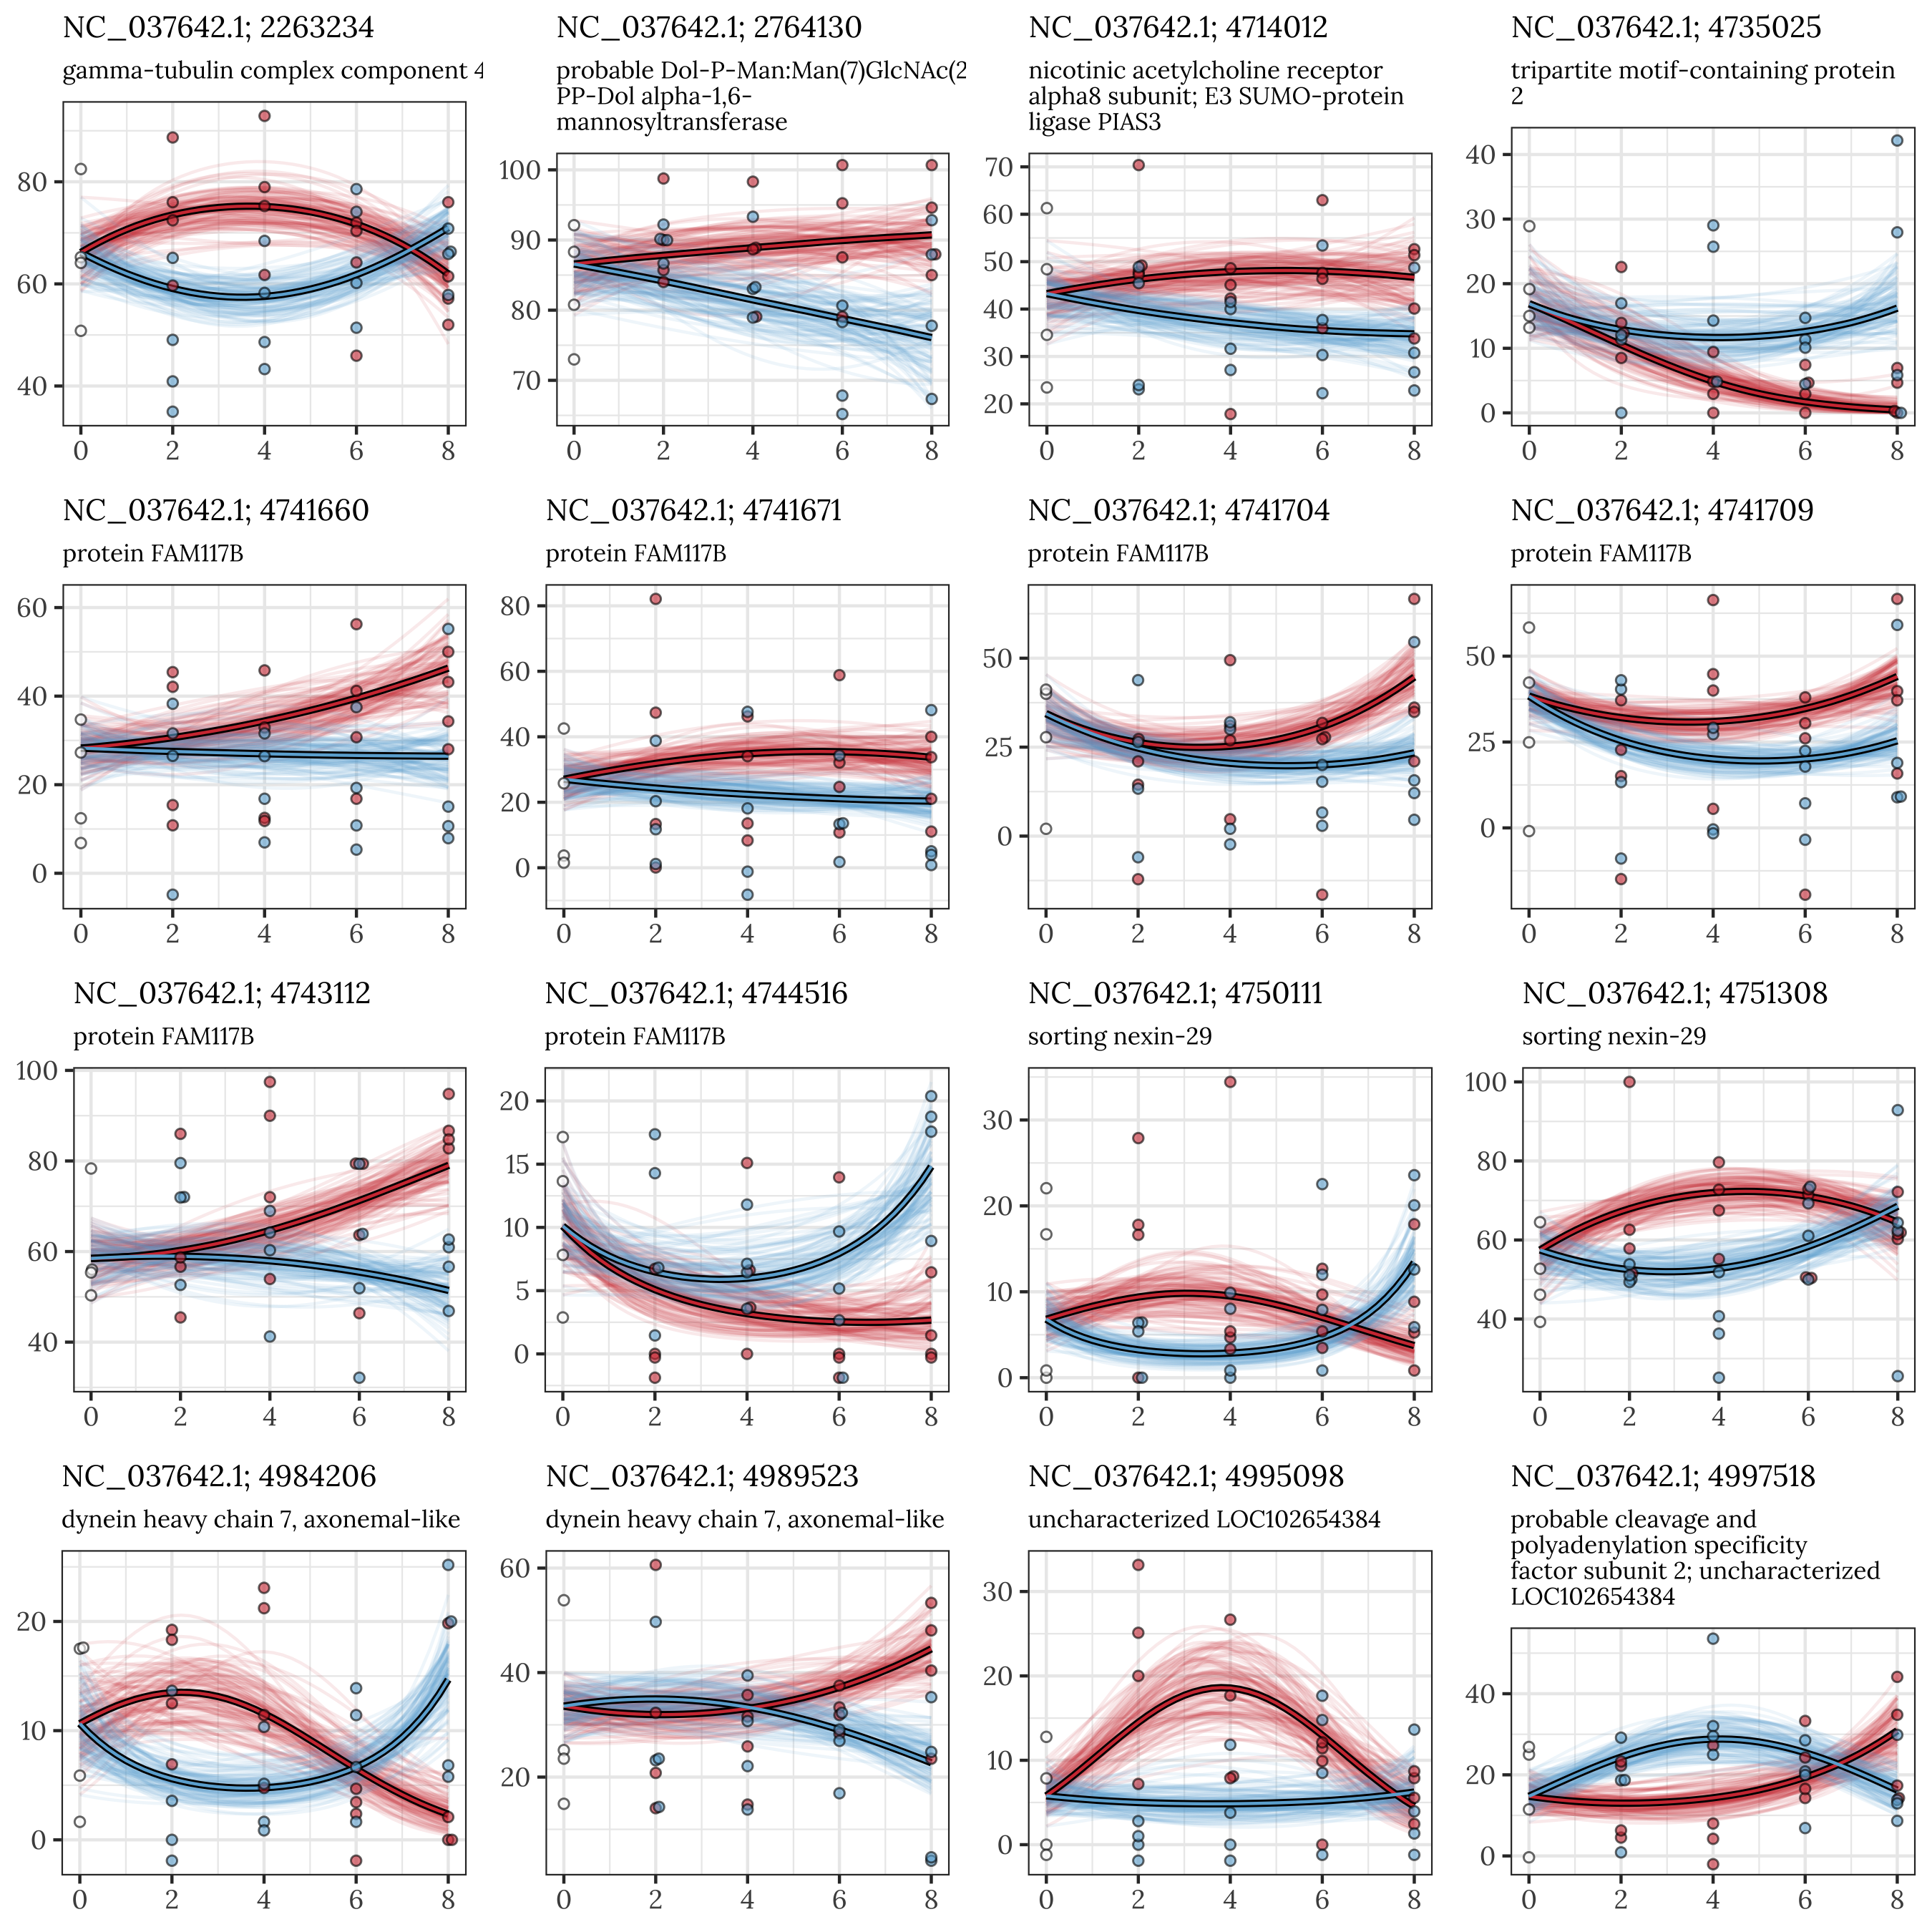 NC_037642.1; 2263234
gamma-tubulin complex component 4
80
60
40
0 2 4 6 8
NC_037642.1; 2764130
probable Dol-P-Man:Man(7)GlcNAc(2
PP-Dol alpha-1,6-
mannosyltransferase
100
90
80
70
0 2 4 6 8
NC_037642.1; 4714012
nicotinic acetylcholine receptor
alpha8 subunit; E3 SUMO-protein
ligase PIAS3
70
60
50
40
30
20
0 2 4 6 8
NC_037642.1; 4735025
tripartite motif-containing protein
2
40
30
20
10
0
0 2 4 6 8
NC_037642.1; 4741660
protein FAM117B
60
40
20
0
0 2 4 6 8
NC_037642.1; 4741671
protein FAM117B
80
60
40
20
0
0 2 4 6 8
NC_037642.1; 4741704
protein FAM117B
50
25
0
0 2 4 6 8
NC_037642.1; 4741709
protein FAM117B
50
25
0
0 2 4 6 8
NC_037642.1; 4743112
protein FAM117B
100
80
60
40
0 2 4 6 8
NC_037642.1; 4744516
protein FAM117B
20
15
10
5
0
0 2 4 6 8
NC_037642.1; 4750111
sorting nexin-29
30
20
10
0
0 2 4 6 8
NC_037642.1; 4751308
sorting nexin-29
100
80
60
40
0 2 4 6 8
NC_037642.1; 4984206
dynein heavy chain 7, axonemal-like
20
10
0
0 2 4 6 8
NC_037642.1; 4989523
dynein heavy chain 7, axonemal-like
60
40
20
0 2 4 6 8
NC_037642.1; 4995098
uncharacterized LOC102654384
30
20
10
0
0 2 4 6 8
NC_037642.1; 4997518
probable cleavage and
polyadenylation specificity
factor subunit 2; uncharacterized
LOC102654384
40
20
0
0 2 4 6 8